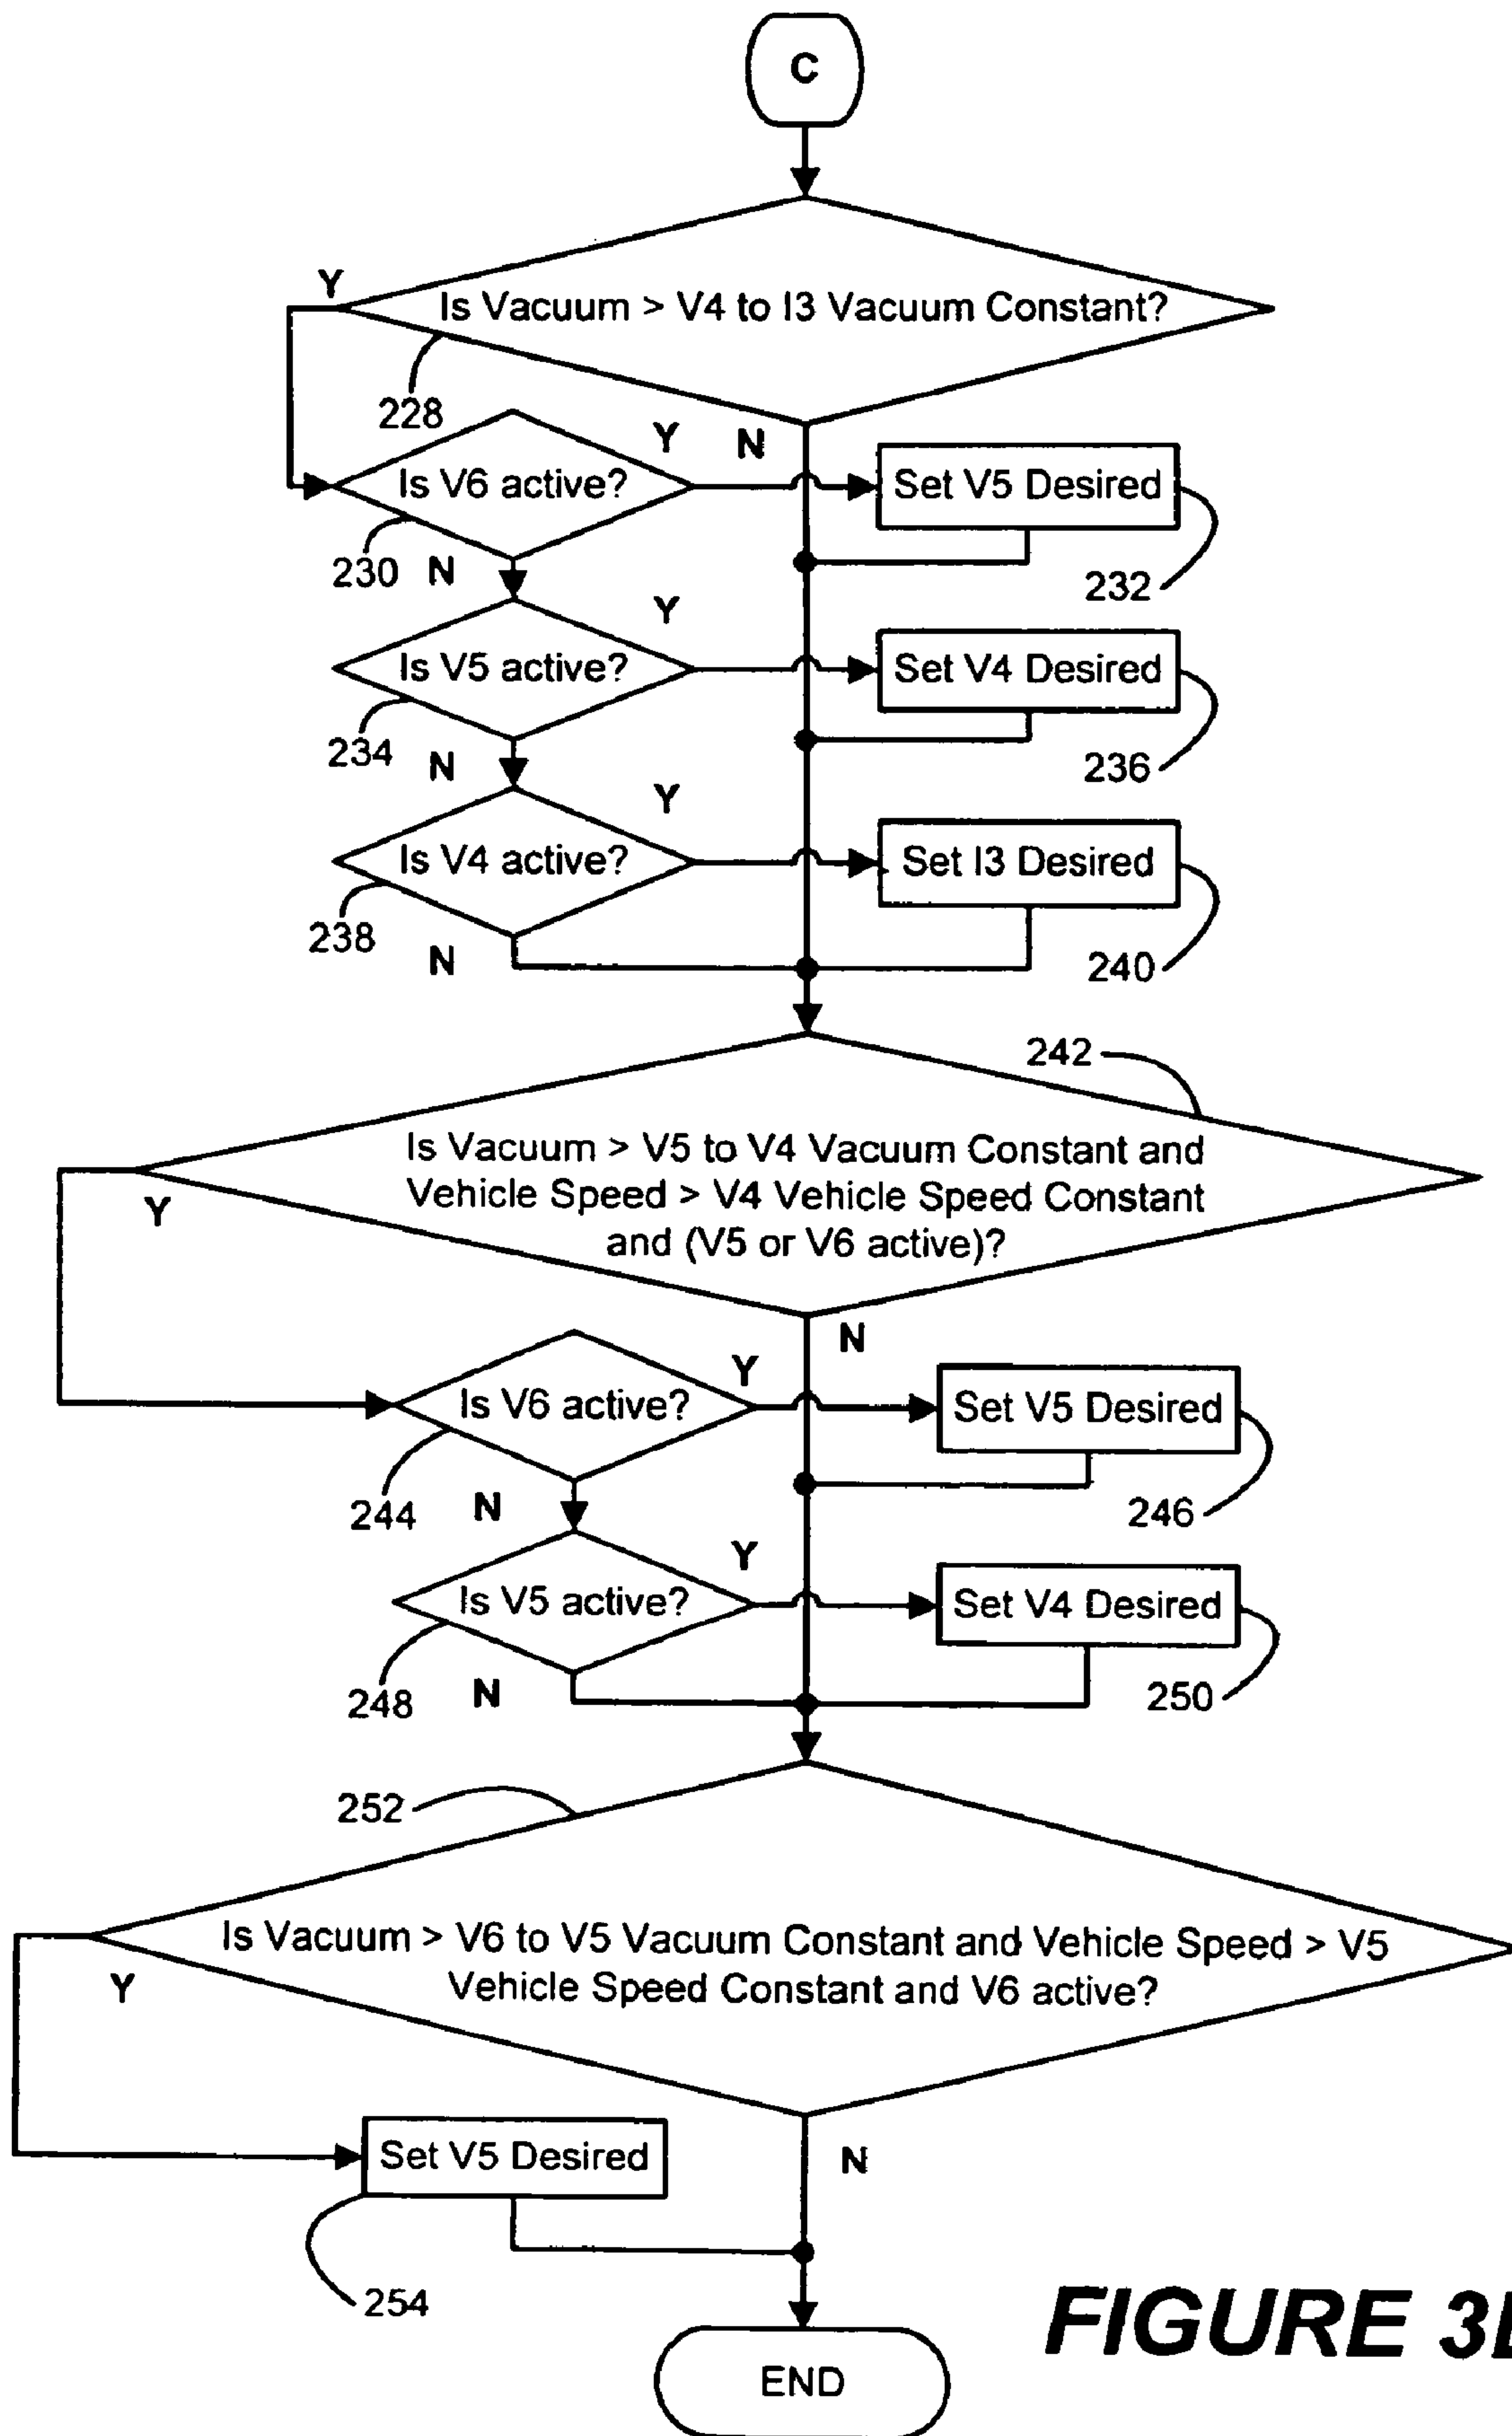 C
Y
Is Vacuum > V4 to I3 Vacuum Constant?
228
Y
N
Is V6 active?
Set V5 Desired
230
N
232
Y
Is V5 active?
Set V4 Desired
234
N
236
Y
Is V4 active?
Set I3 Desired
238
N
240
242
Is Vacuum > V5 to V4 Vacuum Constant and
Vehicle Speed > V4 Vehicle Speed Constant
and (V5 or V6 active)?
Y
N
Y
Is V6 active?
Set V5 Desired
244
N
246
Y
Is V5 active?
Set V4 Desired
248
N
250
252
Is Vacuum > V6 to V5 Vacuum Constant and Vehicle Speed > V5
Vehicle Speed Constant and V6 active?
Y
Set V5 Desired
N
254
FIGURE
END